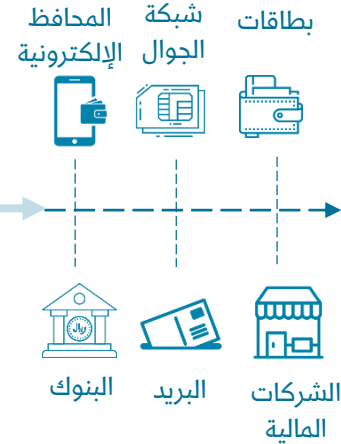 بطاقات
شبكة
الجوال
المحافظ
الإلكترونية
ريال
الشركات
المالية
البريد
البنوك